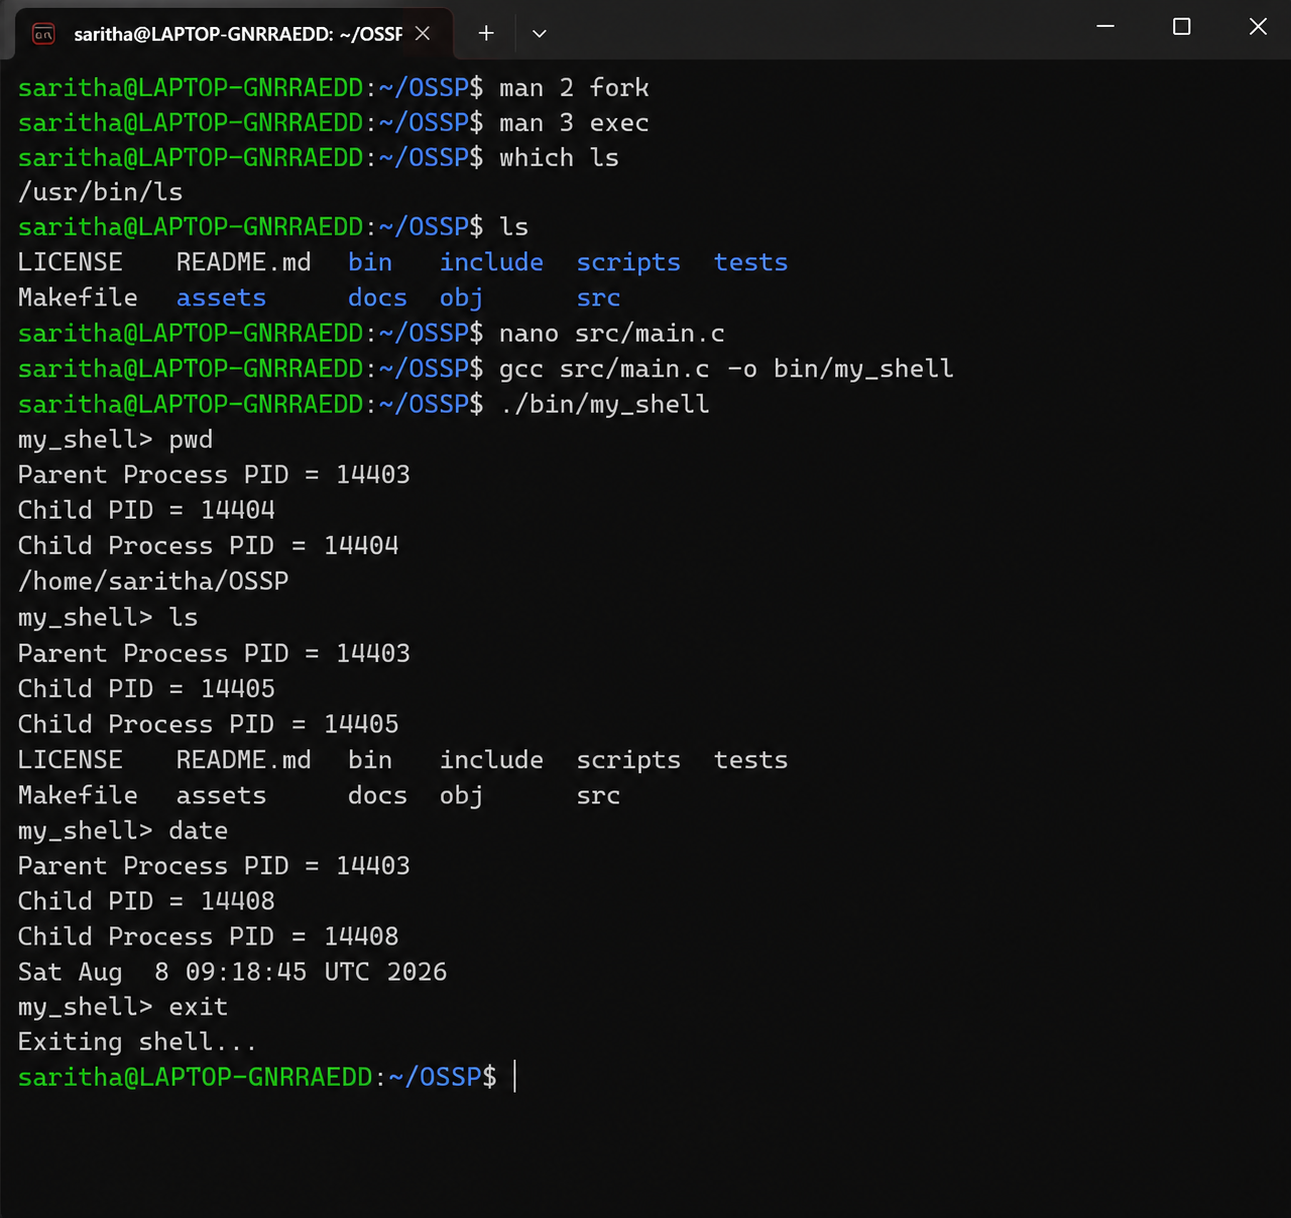 saritha@LAPTOP-GNRRAEDD: ~/OSSP
saritha@LAPTOP-GNRRAEDD:~/OSSP$ man 2 fork
saritha@LAPTOP-GNRRAEDD:~/OSSP$ man 3 exec
saritha@LAPTOP-GNRRAEDD:~/OSSP$ which ls
/usr/bin/ls
saritha@LAPTOP-GNRRAEDD:~/OSSP$ ls
LICENSE README.md bin include scripts tests
Makefile assets docs obj src
saritha@LAPTOP-GNRRAEDD:~/OSSP$ nano src/main.c
saritha@LAPTOP-GNRRAEDD:~/OSSP$ gcc src/main.c -o bin/my_shell
saritha@LAPTOP-GNRRAEDD:~/OSSP$ ./bin/my_shell
my_shell> pwd
Parent Process PID = 14403
Child PID = 14404
Child Process PID = 14404
/home/saritha/OSSP
my_shell> ls
Parent Process PID = 14403
Child PID = 14405
Child Process PID = 14405
LICENSE README.md bin include scripts tests
Makefile assets docs obj src
my_shell> date
Parent Process PID = 14403
Child PID = 14408
Child Process PID = 14408
Sat Aug  8 09:18:45 UTC 2026
my_shell> exit
Exiting shell...
saritha@LAPTOP-GNRRAEDD:~/OSSP$